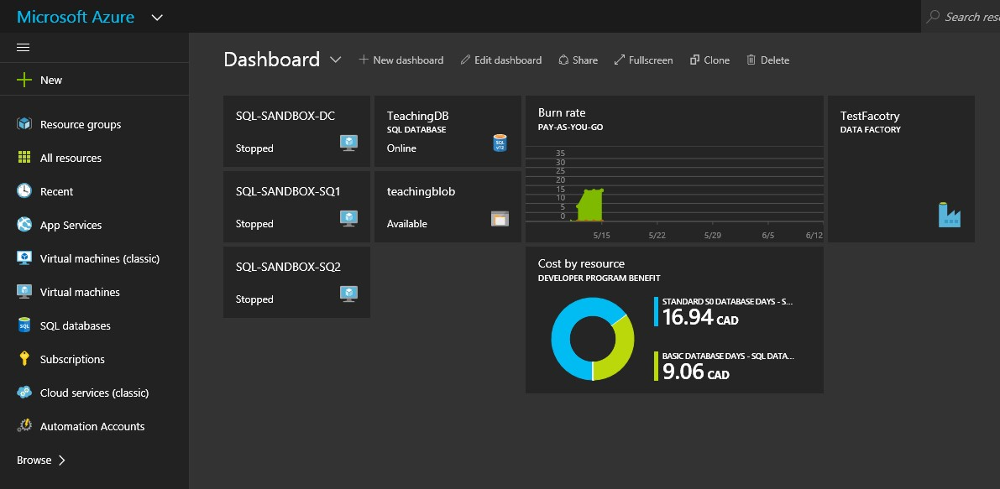 Microsoft Azure
Search res
New
Resource groups
All resources
Recent
App Services
Virtual machines (classic)
Virtual machines
SQL databases
Subscriptions
Cloud services (classic)
Automation Accounts
Browse
Dashboard
New dashboard
Edit dashboard
Share
Fullscreen
Clone
Delete
SQL-SANDBOX-DC
Stopped
TeachingDB
SQL DATABASE
Online
SQL
V12
Burn rate
PAY-AS-YOU-GO
35
30
25
20
15
10
5
0
5/15 5/22 5/29 6/5 6/12
TestFacotry
DATA FACTORY
SQL-SANDBOX-SQ1
Stopped
teachingblob
Available
SQL-SANDBOX-SQ2
Stopped
Cost by resource
DEVELOPER PROGRAM BENEFIT
STANDARD S0 DATABASE DAYS - S...
16.94 CAD
BASIC DATABASE DAYS - SQL DATA...
9.06 CAD